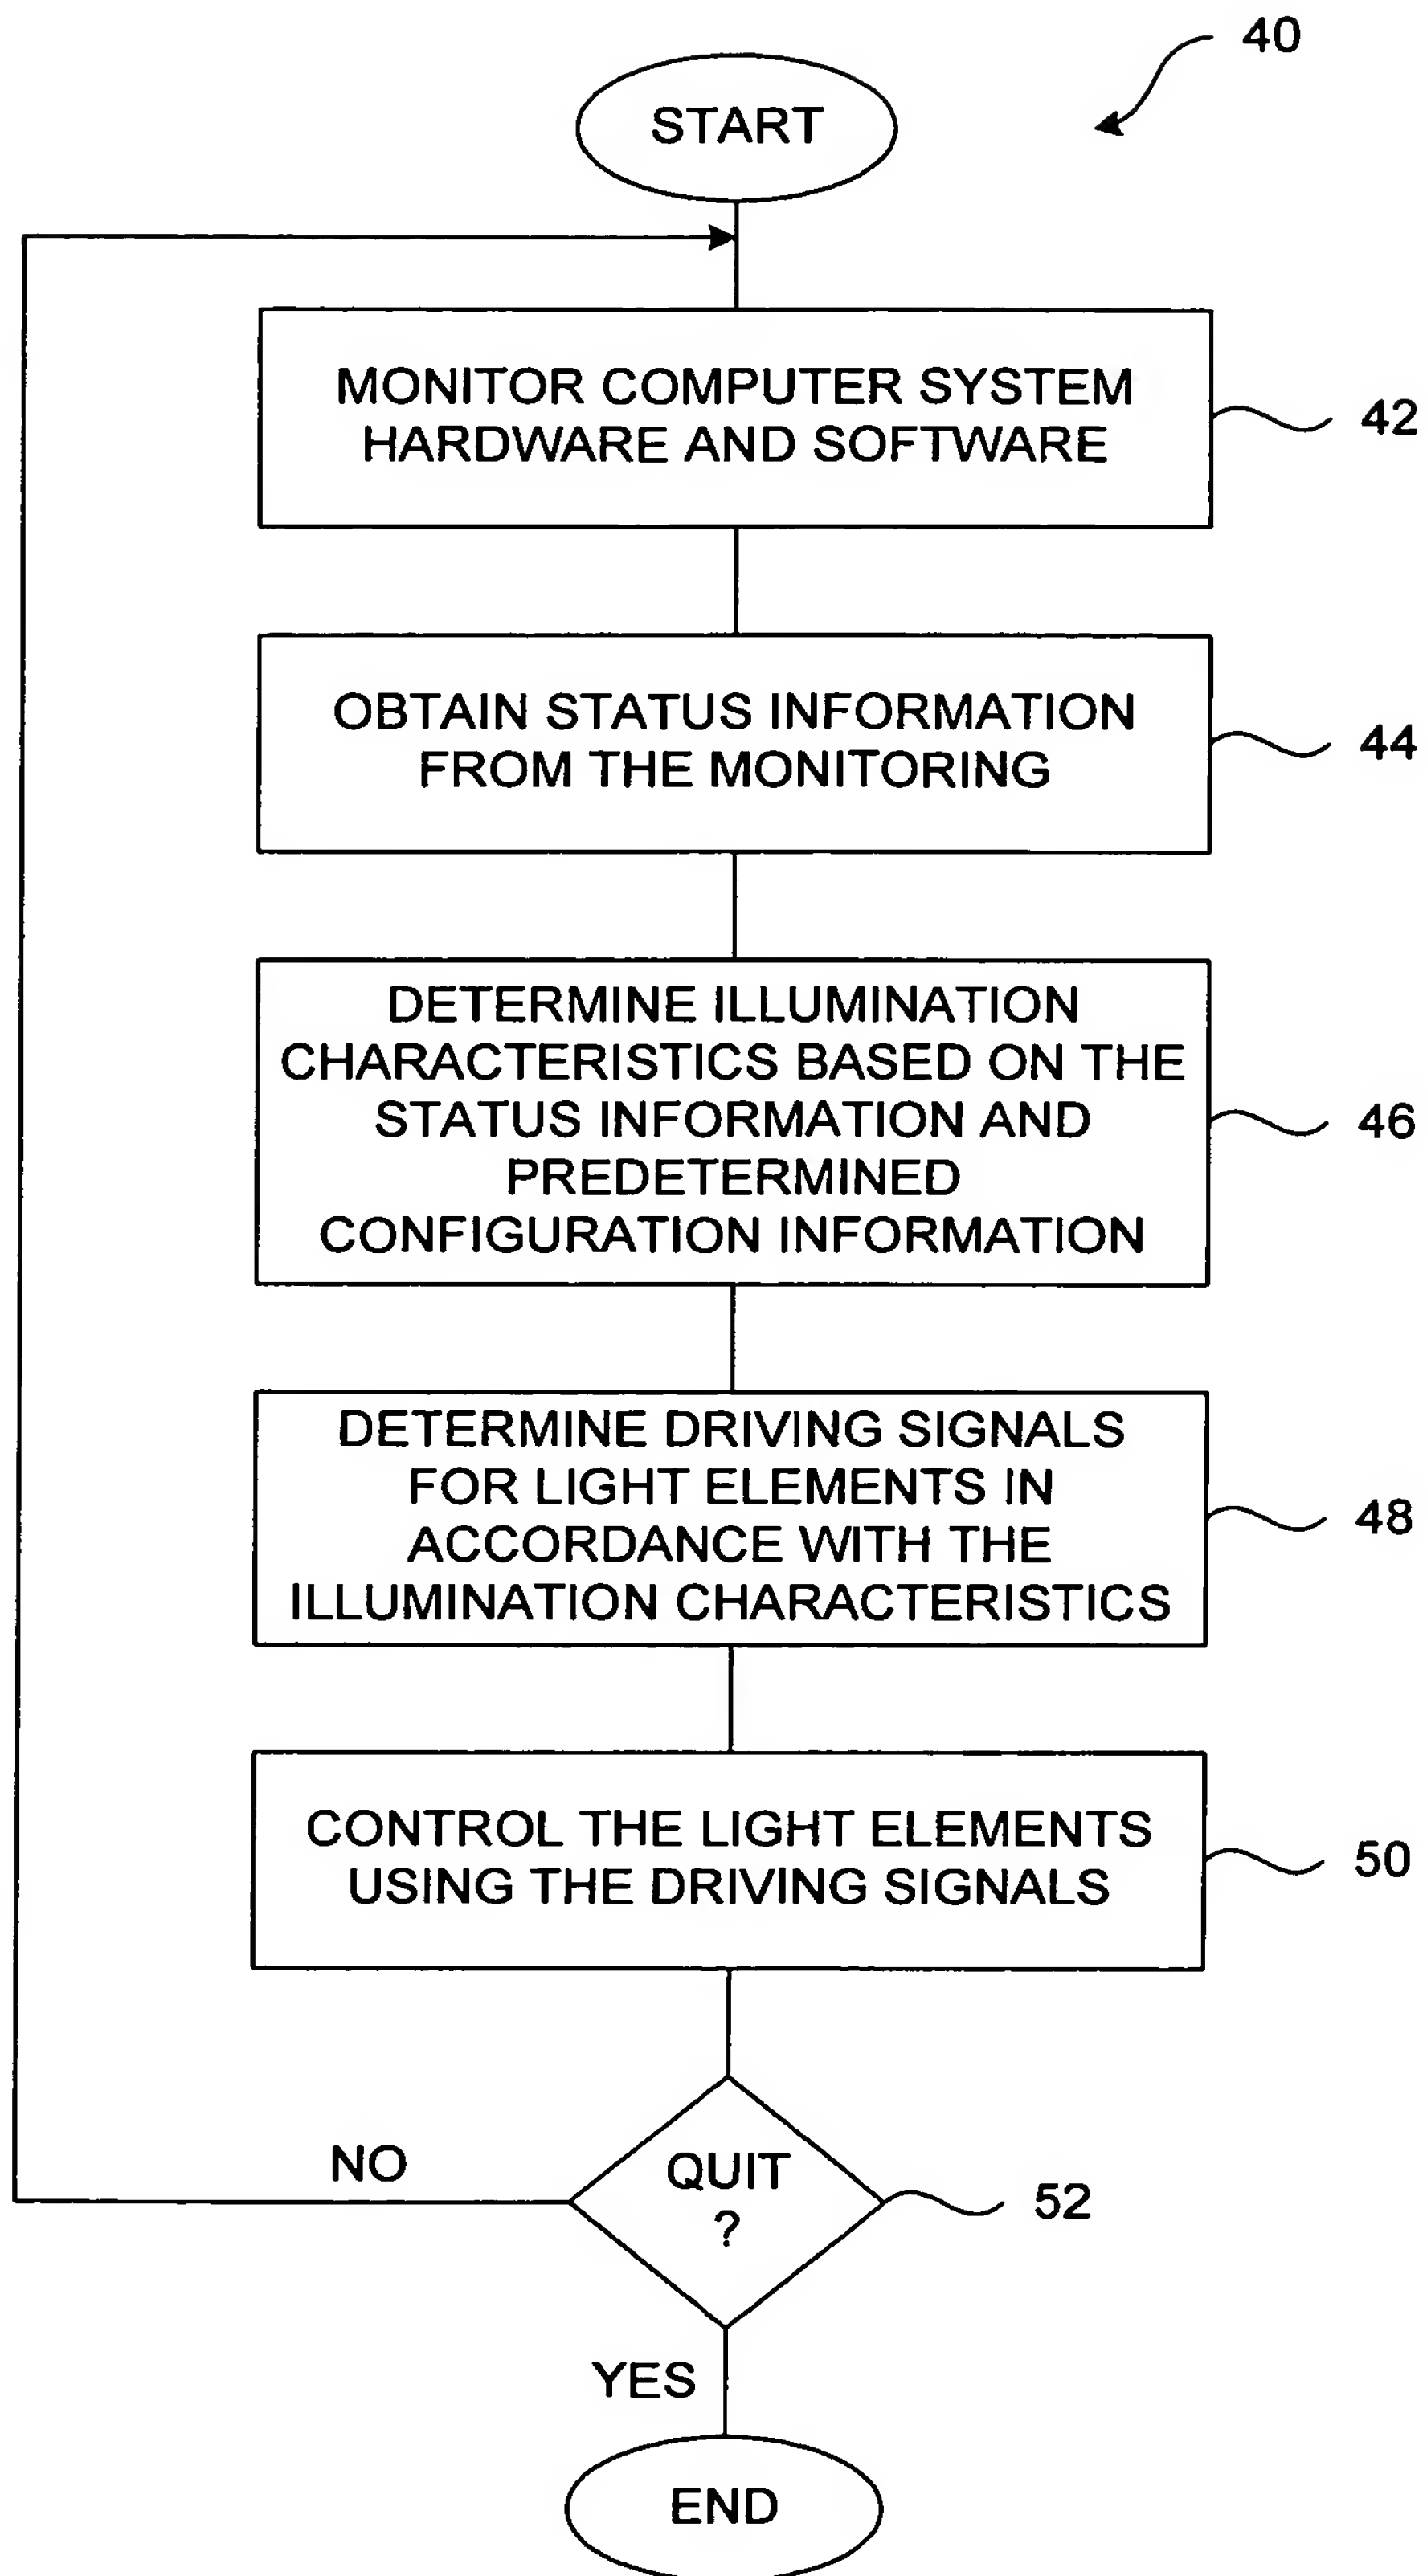 40
START
MONITOR COMPUTER SYSTEM
HARDWARE AND SOFTWARE
42
OBTAIN STATUS INFORMATION
FROM THE MONITORING
44
DETERMINE ILLUMINATION
CHARACTERISTICS BASED ON THE
STATUS INFORMATION AND
PREDETERMINED
CONFIGURATION INFORMATION
46
DETERMINE DRIVING SIGNALS
FOR LIGHT ELEMENTS IN
ACCORDANCE WITH THE
ILLUMINATION CHARACTERISTICS
48
CONTROL THE LIGHT ELEMENTS
USING THE DRIVING SIGNALS
50
NO
QUIT
?
52
YES
END